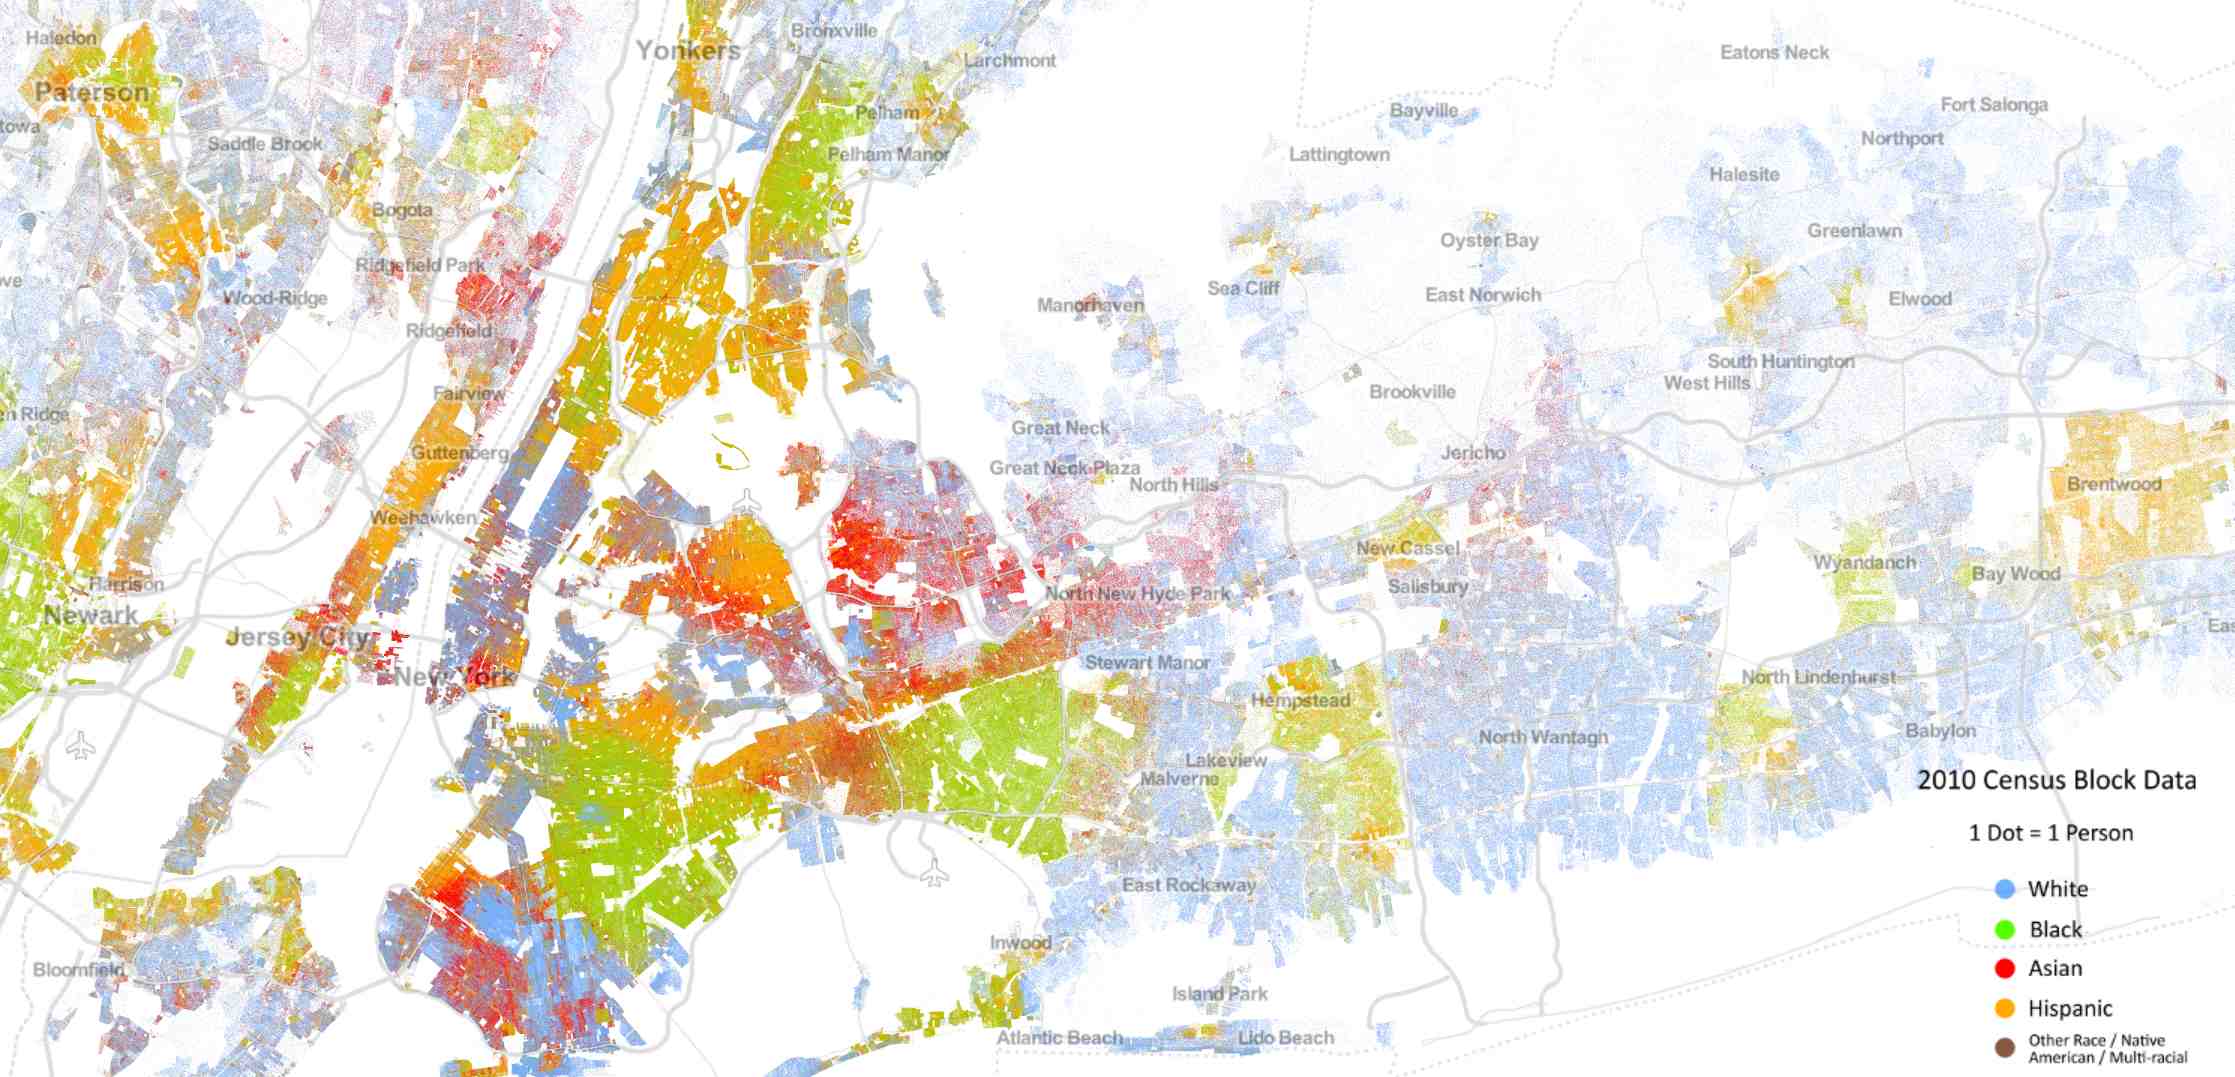 Haledon
Yonkers
Bronxville
Larchmont
Eatons Neck
Paterson
Fort Salonga
Pelham
Bayville
towa
Saddle Brook
Northport
Pelham Manor
Lattingtown
Halesite
Bogota
Greenlawn
Oyster Bay
Ridgefield Park
Sea Cliff
East Norwich
Wood-Ridge
Manorhaven
Elwood
Ridgefield
South Huntington
West Hills
Fairview
Brookville
en Ridge
Great Neck
Guttenberg
Jericho
Great Neck Plaza
North Hills
Brentwood
Weehawken
New Cassel
Wyandanch
Bay Wood
Harrison
Salisbury
North New Hyde Park
Newark
Eas
Jersey City
Stewart Manor
New York
North Lindenhurst
Hempstead
Babylon
North Wantagh
Lakeview
Malverne
2010 Census Block Data
1 Dot = 1 Person
East Rockaway
White
Black
Inwood
Bloomfield
Asian
Island Park
Hispanic
Atlantic Beach
Lido Beach
Other Race / Native
American / Multi-racial